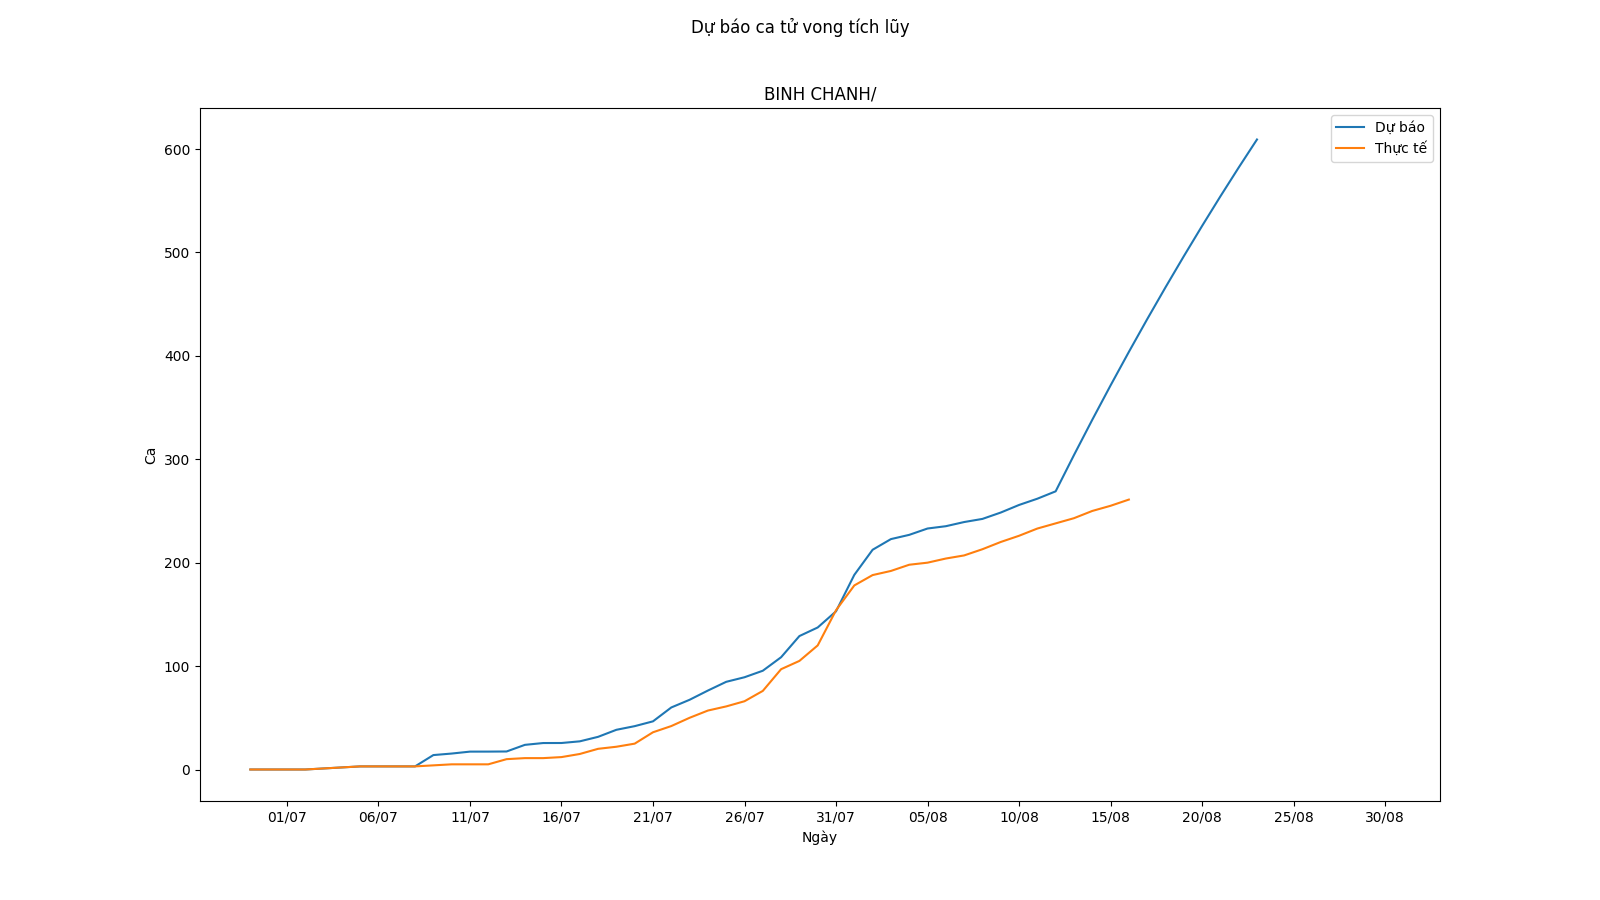 Dự báo ca tử vong tích lũy
BINH CHANH/
Dự báo
Thực tế
600
500
400
300
200
100
0
Ca
01/07 06/07 11/07 16/07 21/07 26/07 31/07 05/08 10/08 15/08 20/08 25/08 30/08
Ngày